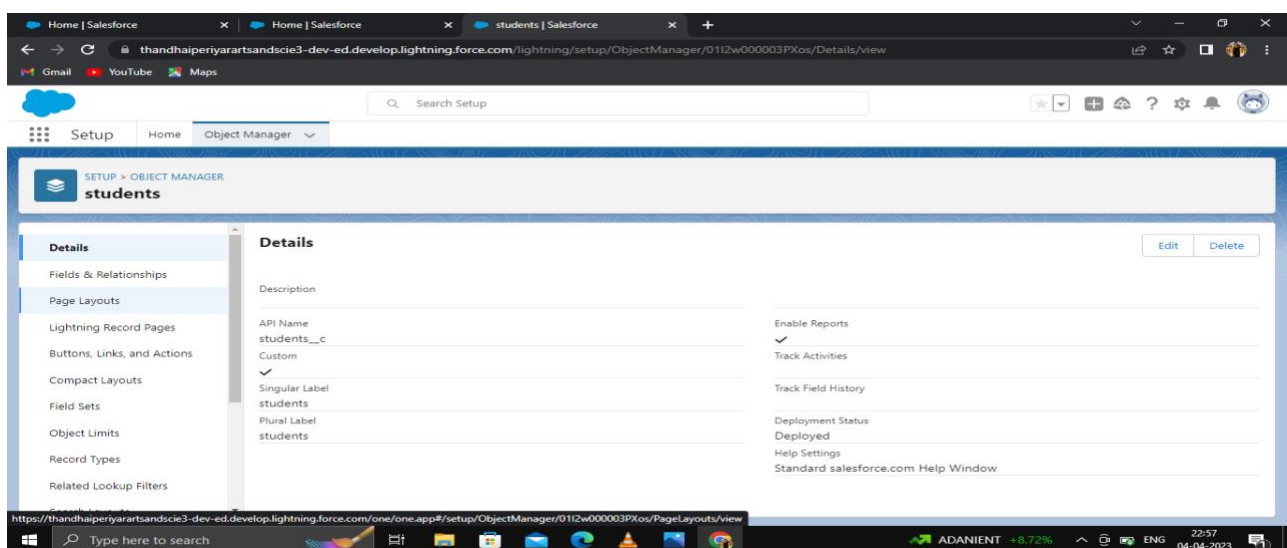 Home | Salesforce
Home | Salesforce
students | Salesforce
thandhaiperiyarartsandscie3-dev-ed.develop.lightning.force.com/lightning/setup/ObjectManager/01I2w000003PXos/Details/view
Gmail YouTube Maps
Search Setup
Setup Home Object Manager
SETUP > OBJECT MANAGER
students
Details
Fields & Relationships
Page Layouts
Lightning Record Pages
Buttons, Links, and Actions
Compact Layouts
Field Sets
Object Limits
Record Types
Related Lookup Filters
Details
Edit Delete
Description
API Name
students__c
Custom
Singular Label
students
Plural Label
students
Enable Reports
Track Activities
Track Field History
Deployment Status
Deployed
Help Settings
Standard salesforce.com Help Window
https://thandhaiperiyarartsandscie3-dev-ed.develop.lightning.force.com/one/one.app#/setup/ObjectManager/01I2w000003PXos/PageLayouts/view
Type here to search
ADANIENT +8.72%
ENG
22:57
04-04-2023